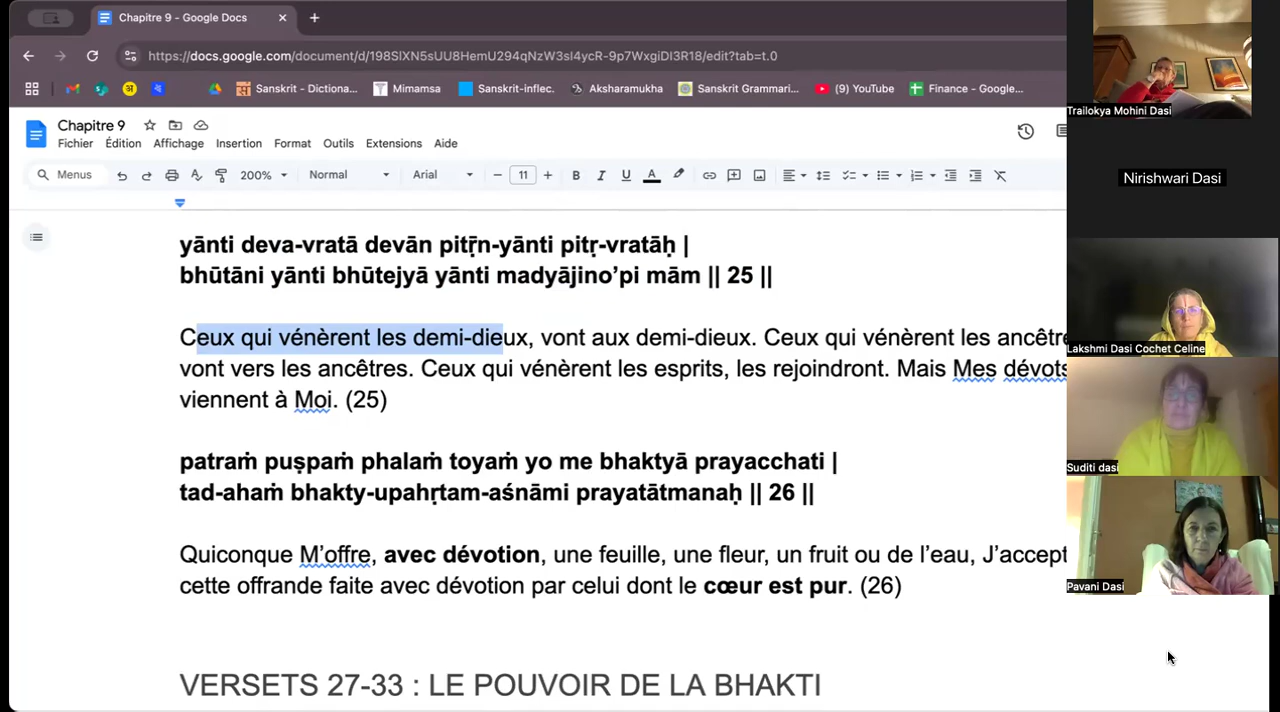 Chapitre 9 - Google Docs
https://docs.google.com/document/d/198SlXN5sUU8HemU294qNzW3sl4ycR-9p7WxgiDI3R18/edit?tab=t.0
Sanskrit - Dictiona... Mimamsa Sanskrit-inflec. Aksharamukha Sanskrit Grammari... (9) YouTube Finance - Google...
Chapitre 9
Fichier Édition Affichage Insertion Format Outils Extensions Aide
Menus 200% Normal Arial 11
yānti deva-vratā devān pitṝn-yānti pitṛ-vratāḥ |
bhūtāni yānti bhūtejyā yānti madyājino’pi mām || 25 ||
Ceux qui vénèrent les demi-dieux, vont aux demi-dieux. Ceux qui vénèrent les ancêtre
vont vers les ancêtres. Ceux qui vénèrent les esprits, les rejoindront. Mais Mes dévots
viennent à Moi. (25)
patraṁ puṣpaṁ phalaṁ toyaṁ yo me bhaktyā prayacchati |
tad-ahaṁ bhakty-upahṛtam-aśnāmi prayatātmanaḥ || 26 ||
Quiconque M’offre, avec dévotion, une feuille, une fleur, un fruit ou de l’eau, J’accept
cette offrande faite avec dévotion par celui dont le cœur est pur. (26)
VERSETS 27-33 : LE POUVOIR DE LA BHAKTI
Trailokya Mohini Dasi
Nirishwari Dasi
Lakshmi Dasi Cochet Celine
Suditi dasi
Pavani Dasi